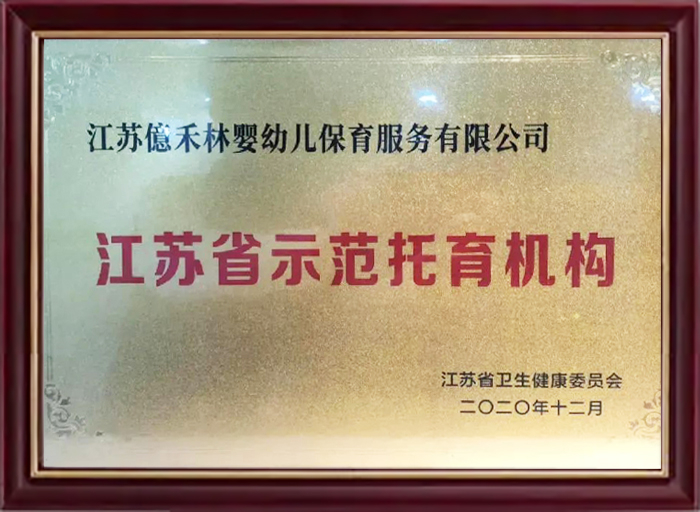 江苏億禾林婴幼儿保育服务有限公司
江苏省示范托育机构
江苏省卫生健康委员会
二〇二〇年十二月